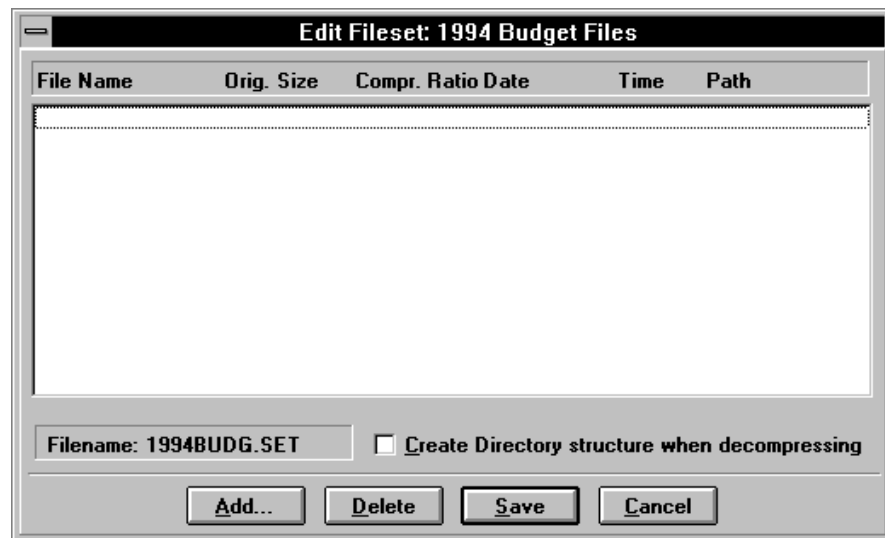 Edit Fileset: 1994 Budget Files
File Name Orig. Size Compr. Ratio Date Time Path
Filename: 1994BUDG.SET Create Directory structure when decompressing
Add... Delete Save Cancel